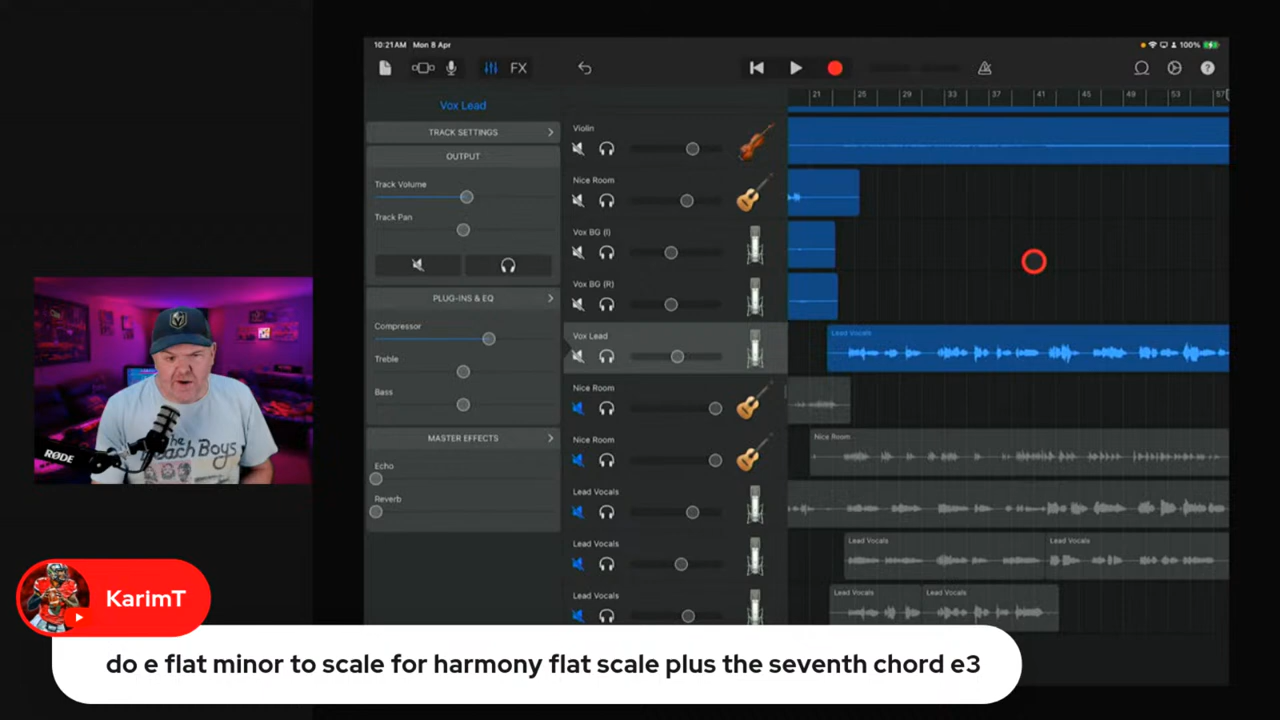 10:21AM Mon 8 Apr
100%
FX
Vox Lead
TRACK SETTINGS
OUTPUT
Track Volume
Track Pan
PLUG-INS & EQ
Compressor
Treble
Bass
MASTER EFFECTS
Echo
Reverb
21 25 29 33 37 41 45 49 53 57
Violin
Nice Room
Vox BG (l)
Vox BG (R)
Vox Lead
Lead Vocals
Nice Room
Nice Room
Nice Room
Lead Vocals
Lead Vocals
Lead Vocals
Lead Vocals
Lead Vocals
Lead Vocals
Lead Vocals
RØDE
The
Beach Boys
KarimT
do e flat minor to scale for harmony flat scale plus the seventh chord e3